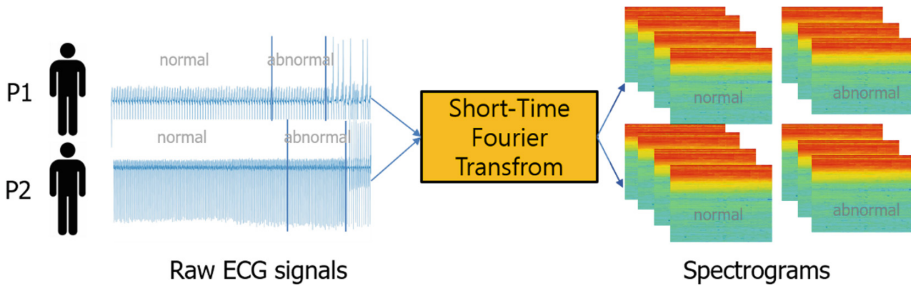 P1
normal
abnormal
normal
abnormal
P2
Raw ECG signals
Short-Time
Fourier
Transfrom
normal
abnormal
normal
abnormal
Spectrograms